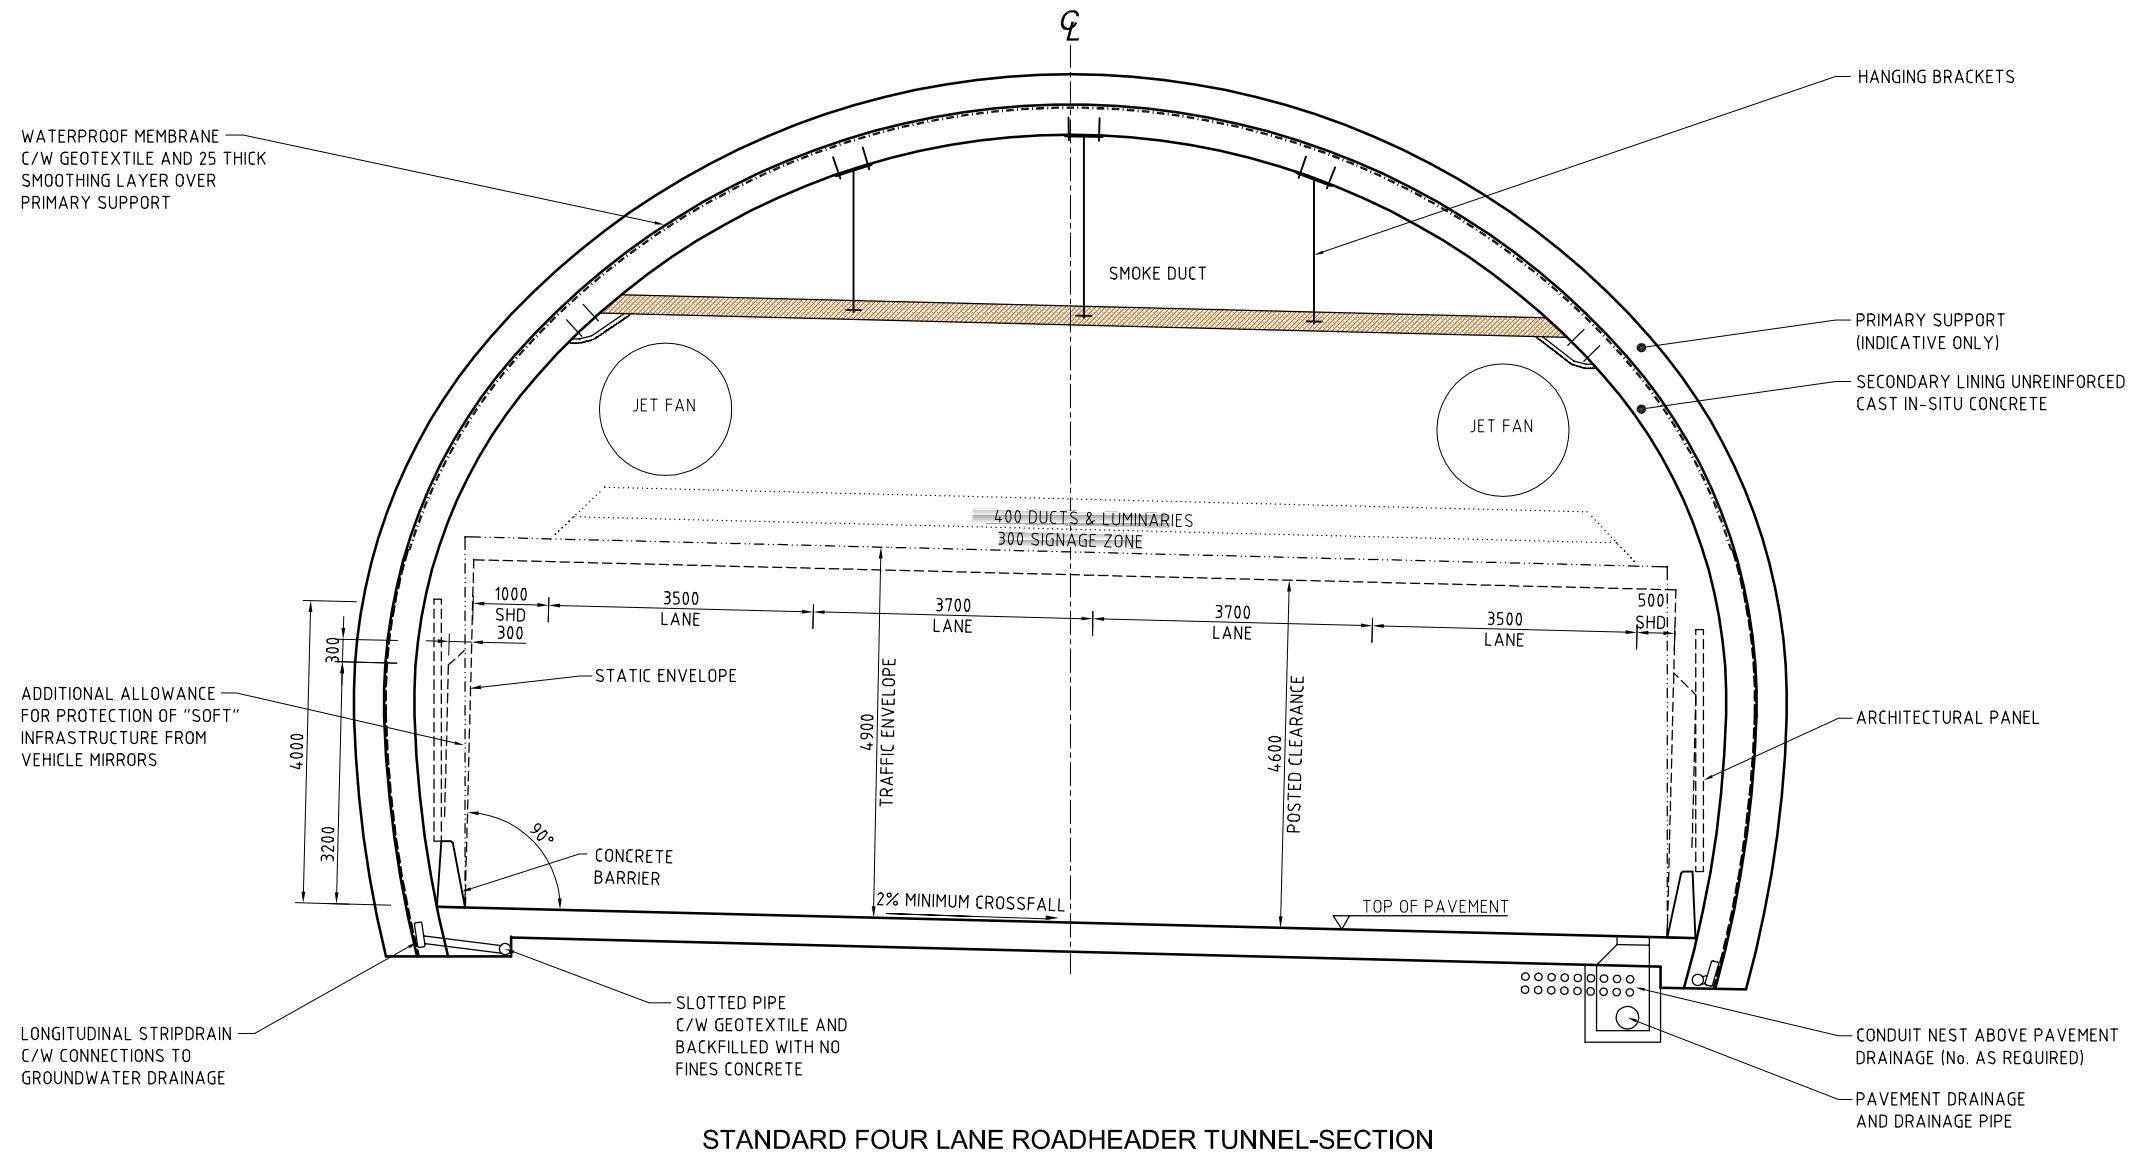 CL
HANGING BRACKETS
WATERPROOF MEMBRANE
C/W GEOTEXTILE AND 25 THICK
SMOOTHING LAYER OVER
PRIMARY SUPPORT
SMOKE DUCT
PRIMARY SUPPORT
(INDICATIVE ONLY)
SECONDARY LINING UNREINFORCED
CAST IN-SITU CONCRETE
JET FAN
JET FAN
400 DUCTS & LUMINARIES
300 SIGNAGE ZONE
1000
SHD
300
3500
LANE
3700
LANE
3700
LANE
3500
LANE
500
SHD
300
4000
3200
STATIC ENVELOPE
4900
TRAFFIC ENVELOPE
4600
POSTED CLEARANCE
ADDITIONAL ALLOWANCE
FOR PROTECTION OF "SOFT"
INFRASTRUCTURE FROM
VEHICLE MIRRORS
ARCHITECTURAL PANEL
90°
CONCRETE
BARRIER
2% MINIMUM CROSSFALL
TOP OF PAVEMENT
LONGITUDINAL STRIPDRAIN
C/W CONNECTIONS TO
GROUNDWATER DRAINAGE
SLOTTED PIPE
C/W GEOTEXTILE AND
BACKFILLED WITH NO
FINES CONCRETE
CONDUIT NEST ABOVE PAVEMENT
DRAINAGE (No. AS REQUIRED)
PAVEMENT DRAINAGE
AND DRAINAGE PIPE
STANDARD FOUR LANE ROADHEADER TUNNEL-SECTION